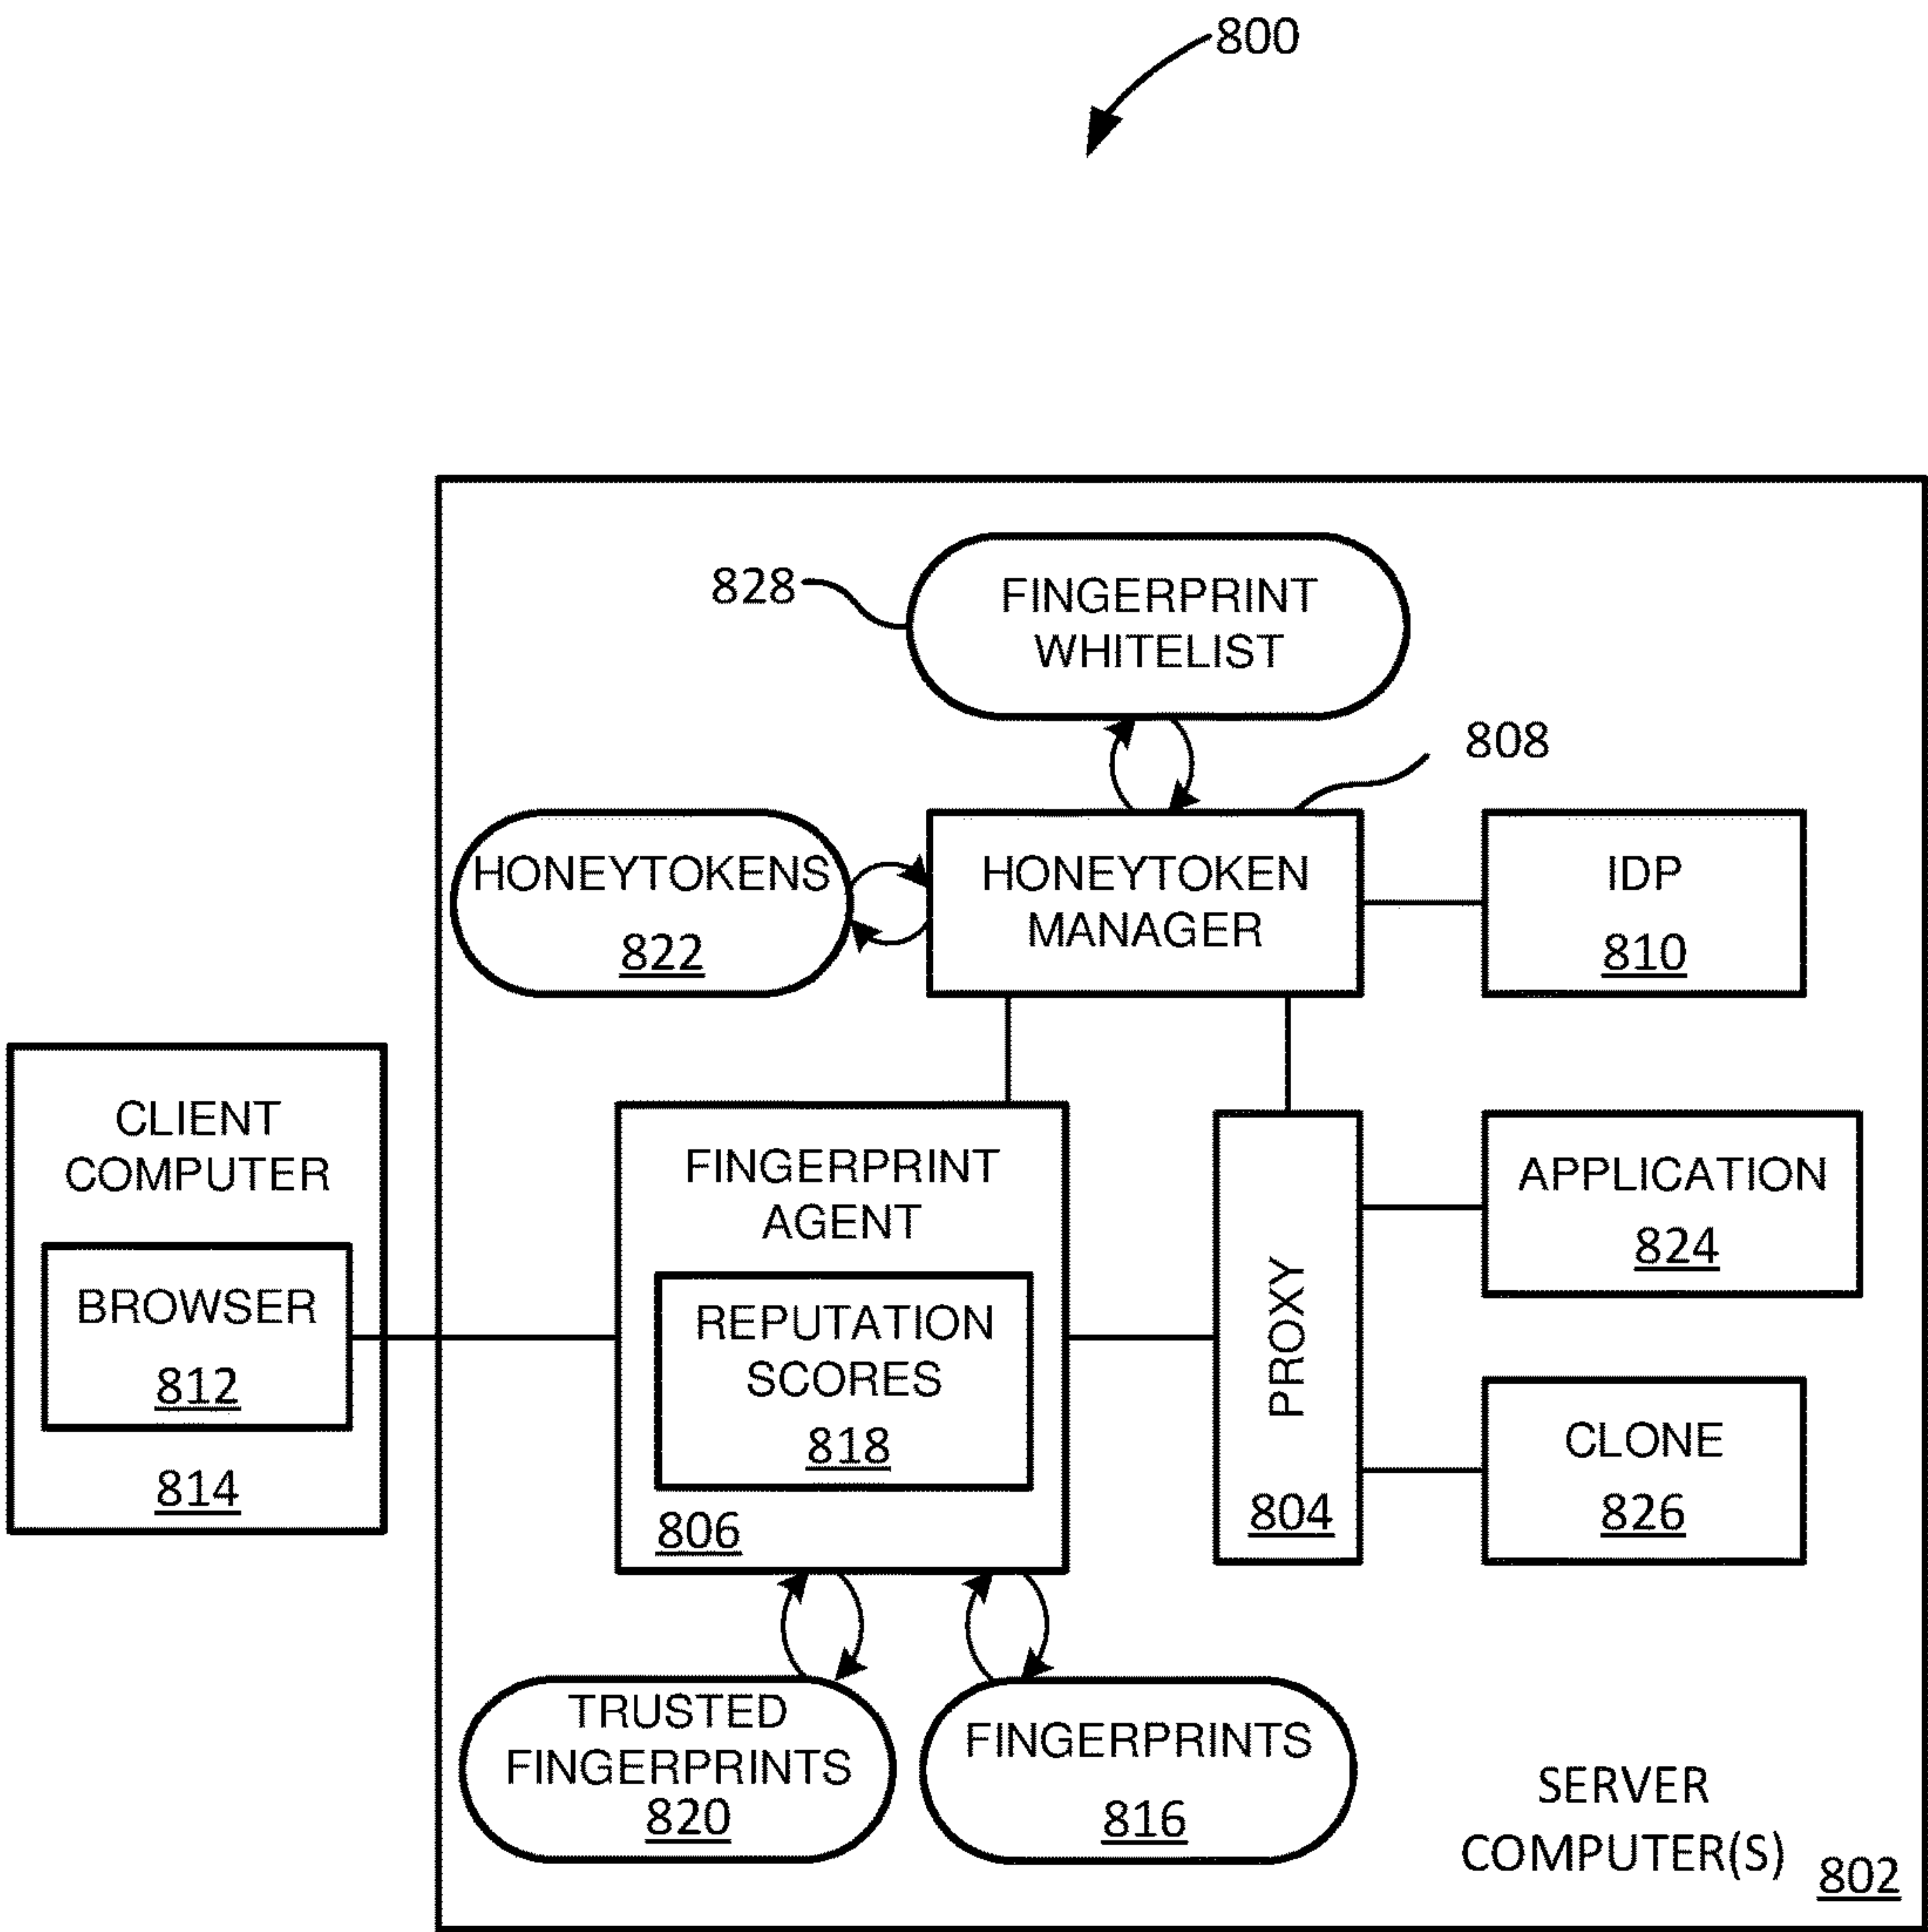 800
828
FINGERPRINT
WHITELIST
808
HONEYTOKENS
822
HONEYTOKEN
MANAGER
IDP
810
CLIENT
COMPUTER
BROWSER
812
814
FINGERPRINT
AGENT
REPUTATION
SCORES
818
806
PROXY
804
APPLICATION
824
CLONE
826
TRUSTED
FINGERPRINTS
820
FINGERPRINTS
816
SERVER
COMPUTER(S)
802